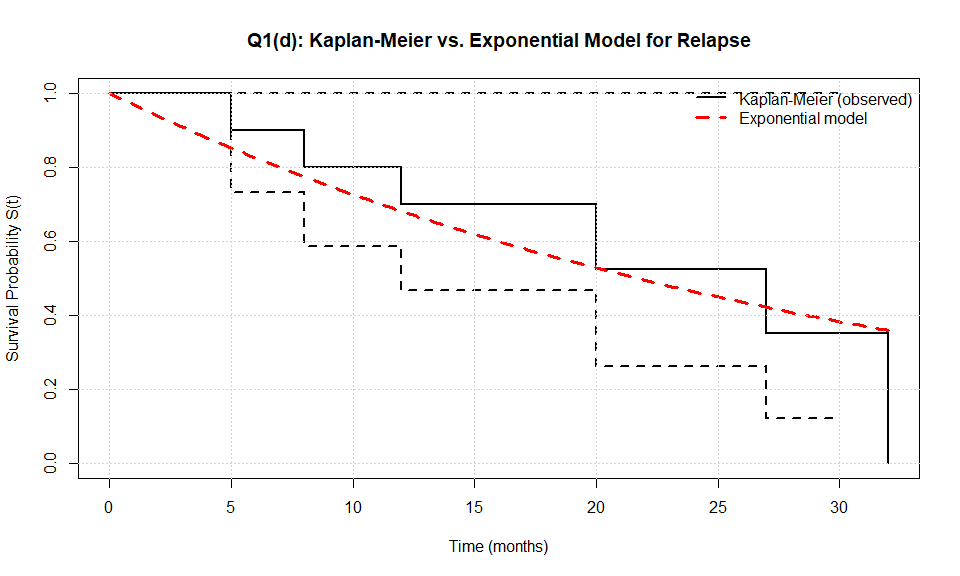 Q1(d): Kaplan-Meier vs. Exponential Model for Relapse
Kaplan-Meier (observed)
Exponential model
Survival Probability S(t)
1.0
0.8
0.6
0.4
0.2
0.0
0 5 10 15 20 25 30
Time (months)